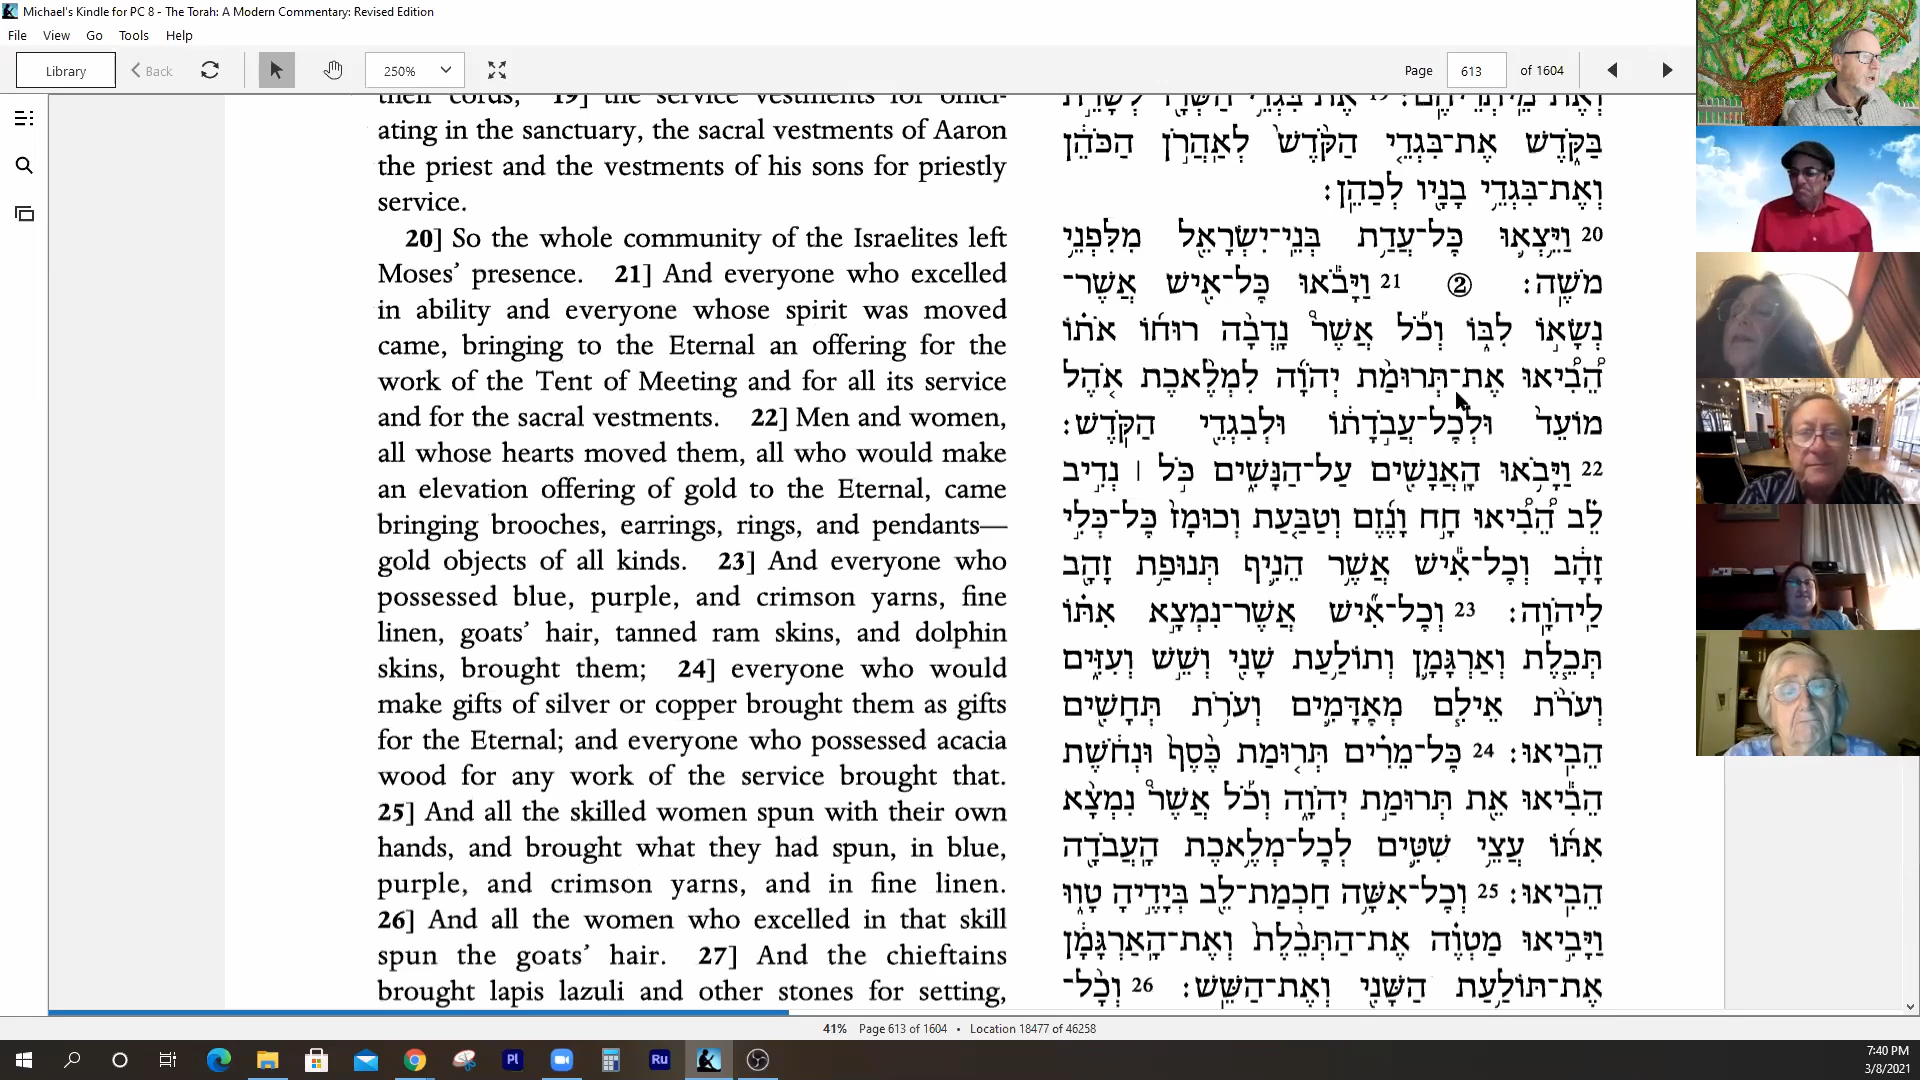 Michael's Kindle for PC 8 - The Torah: A Modern Commentary: Revised Edition
File View Go Tools Help
Library Back 250% Page 613 of 1604
their cords; 19] the service vestments for offici-
ating in the sanctuary, the sacral vestments of Aaron
the priest and the vestments of his sons for priestly
service.
20] So the whole community of the Israelites left
Moses’ presence. 21] And everyone who excelled
in ability and everyone whose spirit was moved
came, bringing to the Eternal an offering for the
work of the Tent of Meeting and for all its service
and for the sacral vestments. 22] Men and women,
all whose hearts moved them, all who would make
an elevation offering of gold to the Eternal, came
bringing brooches, earrings, rings, and pendants—
gold objects of all kinds. 23] And everyone who
possessed blue, purple, and crimson yarns, fine
linen, goats’ hair, tanned ram skins, and dolphin
skins, brought them; 24] everyone who would
make gifts of silver or copper brought them as gifts
for the Eternal; and everyone who possessed acacia
wood for any work of the service brought that.
25] And all the skilled women spun with their own
hands, and brought what they had spun, in blue,
purple, and crimson yarns, and in fine linen.
26] And all the women who excelled in that skill
spun the goats’ hair. 27] And the chieftains
brought lapis lazuli and other stones for setting,
וְאֶת־מֵֽיתְרֵיהֶֽם׃ 19 אֶת־בִּגְדֵ֥י הַשְּׂרָ֖ד לְשָׁרֵ֣ת
בַּקֹּ֑דֶשׁ אֶת־בִּגְדֵ֤י הַקֹּ֙דֶשׁ֙ לְאַהֲרֹ֣ן הַכֹּהֵ֔ן
וְאֶת־בִּגְדֵ֥י בָנָ֖יו לְכַהֵֽן׃
20 וַיֵּ֥צְא֛וּ כׇּל־עֲדַ֥ת בְּנֵֽי־יִשְׂרָאֵ֖ל מִלִּפְנֵ֥י
מֹשֶֽׁה׃ ② 21 וַיָּבֹ֕אוּ כׇּל־אִ֖ישׁ אֲשֶׁר־
נְשָׂא֣וֹ לִבּ֑וֹ וְכֹ֡ל אֲשֶׁר֩ נָדְבָ֨ה רוּח֜וֹ אֹת֗וֹ
הֵ֠בִ֠יאוּ אֶת־תְּרוּמַ֨ת יְהֹוָ֜ה לִמְלֶ֨אכֶת אֹ֤הֶל
מוֹעֵד֙ וּלְכׇל־עֲבֹ֣דָת֔וֹ וּלְבִגְדֵ֖י הַקֹּֽדֶשׁ׃
22 וַיָּבֹ֥אוּ הָאֲנָשִׁ֖ים עַל־הַנָּשִׁ֑ים כֹּ֣ל ׀ נְדִ֣יב
לֵ֗ב הֵ֠בִ֠יאוּ חָ֣ח וָנֶ֜זֶם וְטַבַּ֤עַת וְכוּמָז֙ כׇּל־כְּלִ֣י
זָהָ֔ב וְכׇל־אִ֕ישׁ אֲשֶׁ֥ר הֵנִ֛יף תְּנוּפַ֥ת זָהָ֖ב
לַיהֹוָֽה׃ 23 וְכׇל־אִ֞ישׁ אֲשֶׁר־נִמְצָ֣א אִתּ֗וֹ
תְּכֵ֧לֶת וְאַרְגָּמָ֛ן וְתוֹלַ֥עַת שָׁנִ֖י וְשֵׁ֣שׁ וְעִזִּ֑ים
וְעֹרֹ֨ת אֵילִ֧ם מְאׇדָּמִ֛ים וְעֹרֹ֥ת תְּחָשִׁ֖ים
הֵבִֽיאוּ׃ 24 כׇּל־מֵרִ֗ים תְּר֤וּמַת כֶּ֙סֶף֙ וּנְחֹ֔שֶׁת
הֵבִ֕יאוּ אֵ֖ת תְּרוּמַ֣ת יְהֹוָ֑ה וְכֹ֡ל אֲשֶׁר֩ נִמְצָ֨א
אִתּ֜וֹ עֲצֵ֥י שִׁטִּ֛ים לְכׇל־מְלֶ֥אכֶת הָעֲבֹדָ֖ה
הֵבִֽיאוּ׃ 25 וְכׇל־אִשָּׁ֥ה חַכְמַת־לֵ֖ב בְּיָדֶ֣יהָ טָו֑וּ
וַיָּבִ֣יאוּ מַטְוֶ֗ה אֶֽת־הַתְּכֵ֙לֶת֙ וְאֶת־הָ֣אַרְגָּמָ֔ן
אֶת־תּוֹלַ֥עַת הַשָּׁנִ֖י וְאֶת־הַשֵּֽׁשׁ׃ 26 וְכׇ֨ל־
41% Page 613 of 1604 • Location 18477 of 46258
Pl
Ru
7:40 PM
3/8/2021